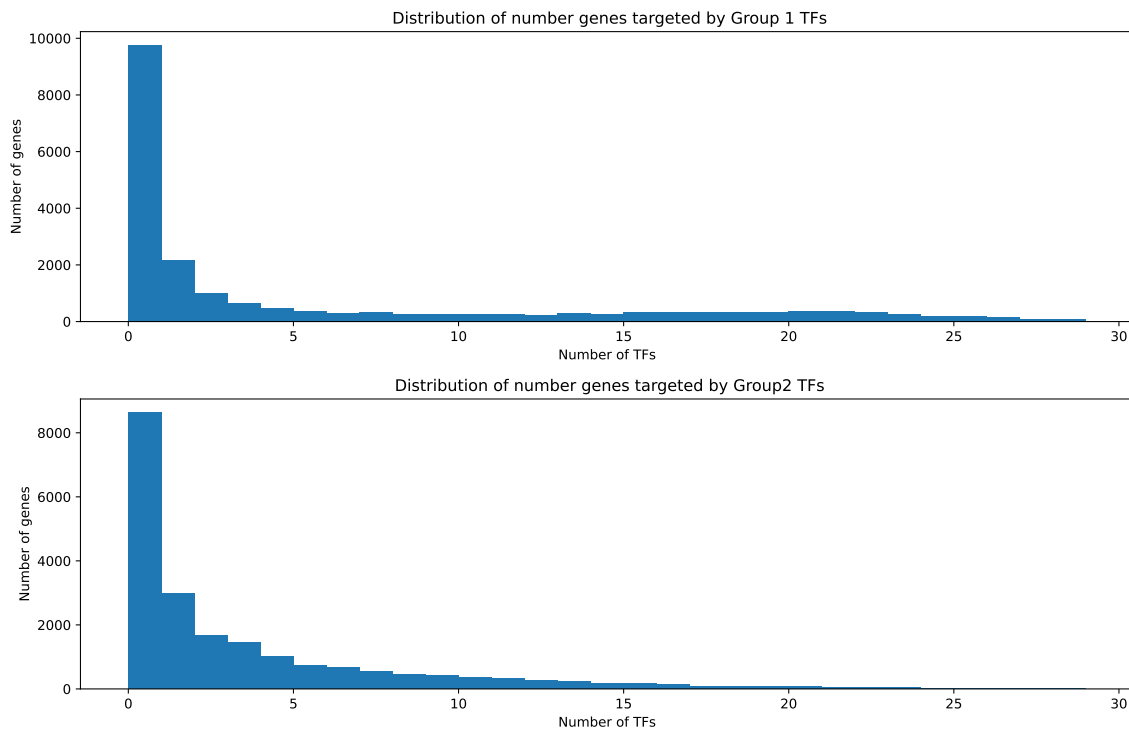 Distribution of number genes targeted by Group 1 TFs
10000
8000
6000
4000
2000
0
Number of genes
0 5 10 15 20 25 30
Number of TFs
Distribution of number genes targeted by Group2 TFs
8000
6000
4000
2000
0
Number of genes
0 5 10 15 20 25 30
Number of TFs